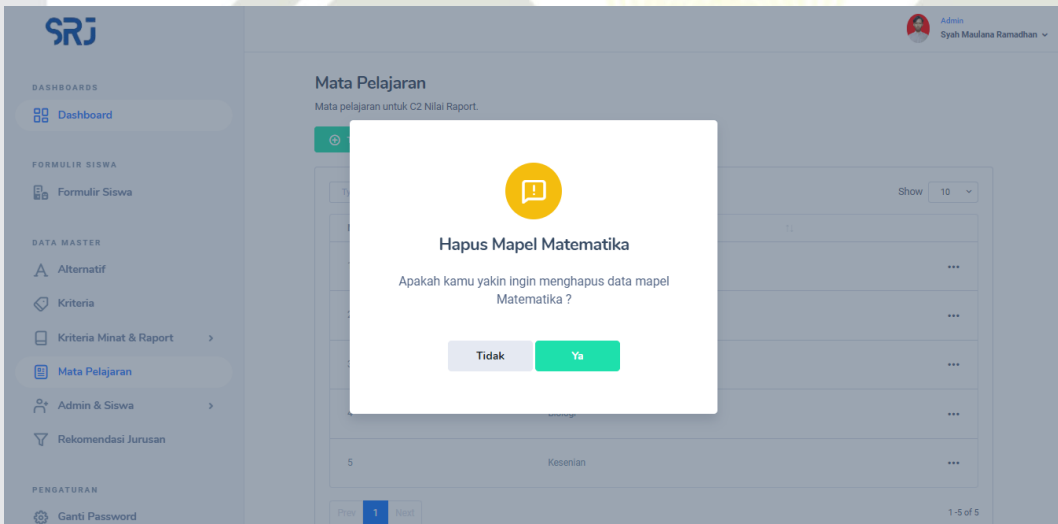 SRJ
Admin
Syah Maulana Ramadhan
DASHBOARDS
Dashboard
FORMULIR SISWA
Formulir Siswa
DATA MASTER
Alternatif
Kriteria
Kriteria Minat & Raport
Mata Pelajaran
Admin & Siswa
Rekomendasi Jurusan
PENGATURAN
Ganti Password
Mata Pelajaran
Mata pelajaran untuk C2 Nilai Raport.
Show 10
Hapus Mapel Matematika
Apakah kamu yakin ingin menghapus data mapel
Matematika ?
Tidak Ya
5 Kesenian
Prev 1 Next
1 -5 of 5